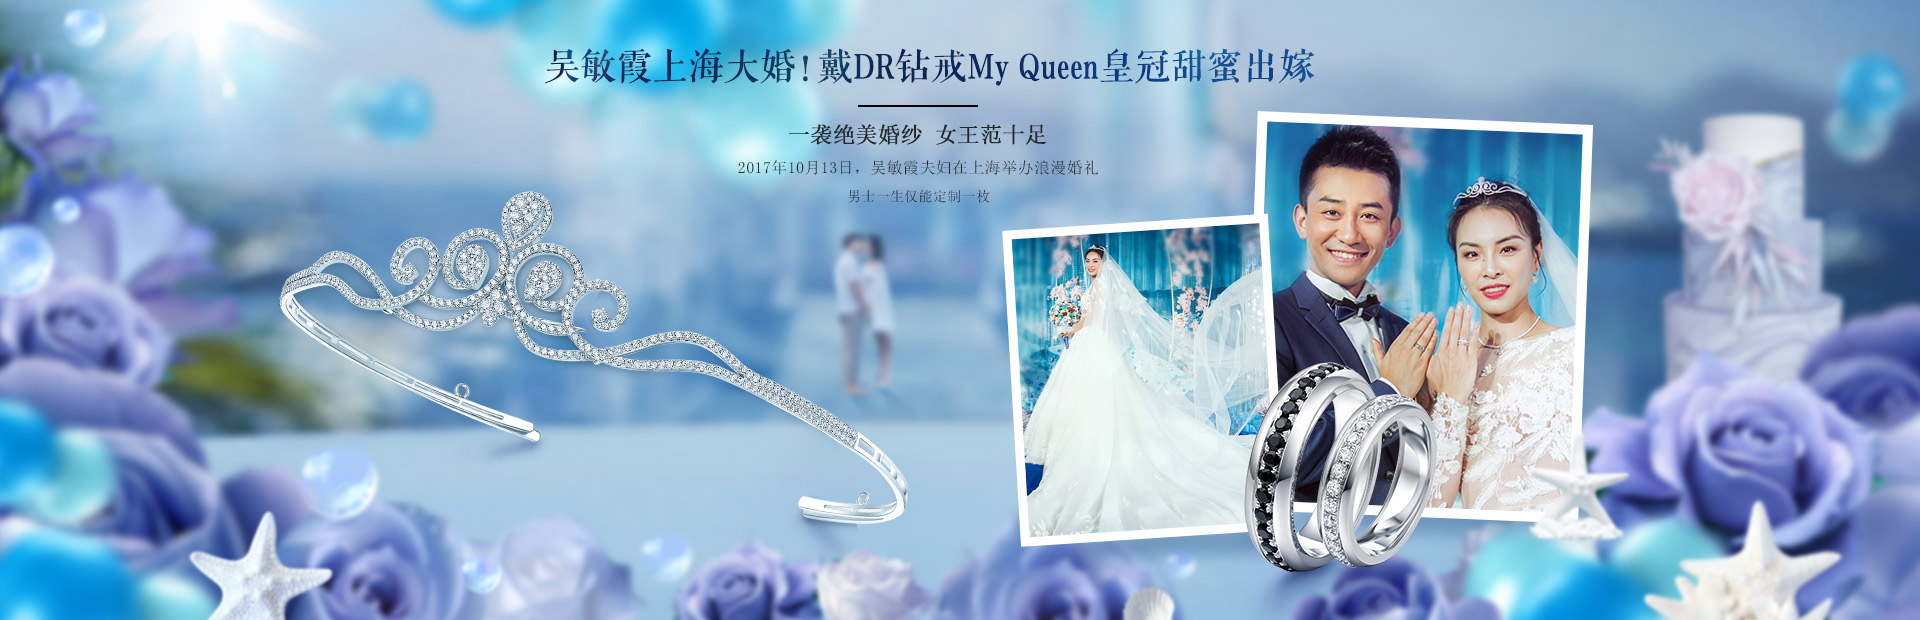 吴敏霞上海大婚!戴DR钻戒My Queen皇冠甜蜜出嫁
一袭绝美婚纱 女王范十足
2017年10月13日，吴敏霞夫妇在上海举办浪漫婚礼
男士一生仅能定制一枚